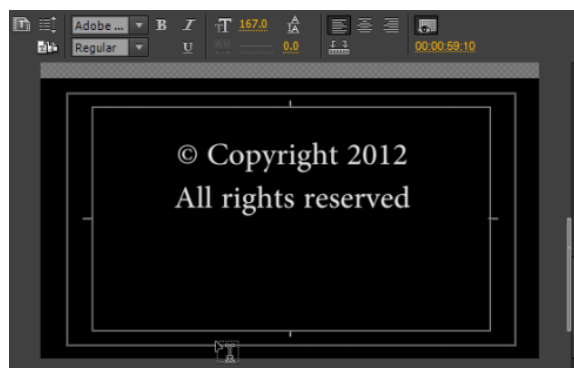 Adobe ... B I T 167.0
Regular U 0.0 00:00:59:10
© Copyright 2012
All rights reserved